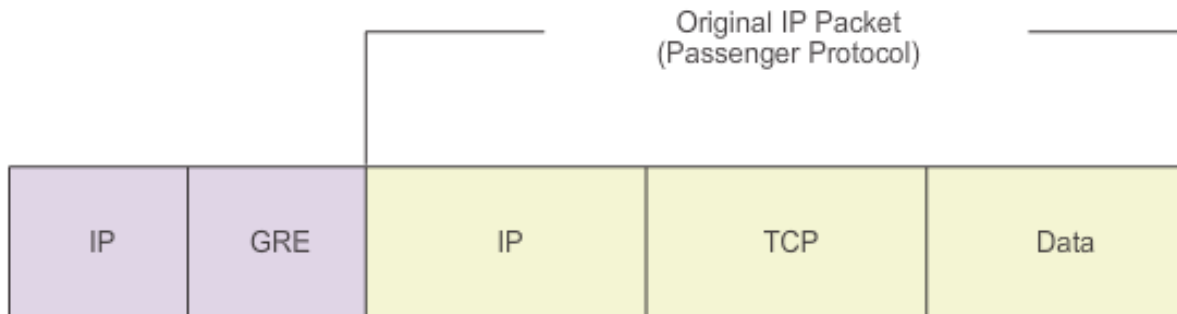 Original IP Packet
(Passenger Protocol)
IP
GRE
IP
TCP
Data